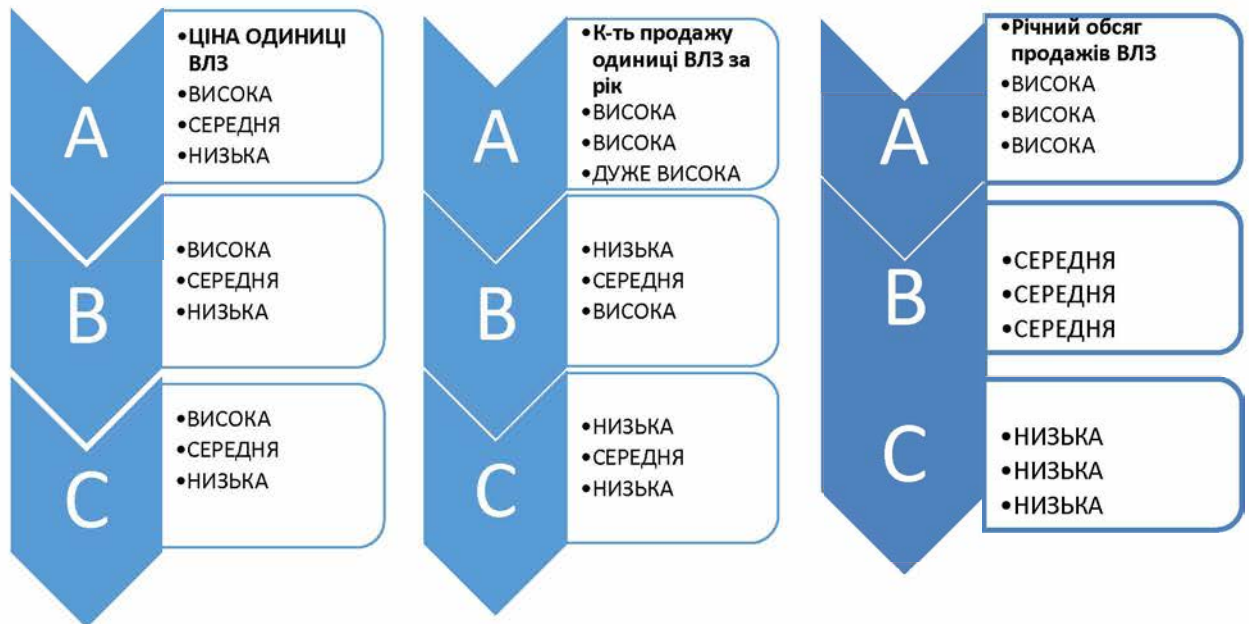 A
•ЦІНА ОДИНИЦІ
ВЛЗ
•ВИСОКА
•СЕРЕДНЯ
•НИЗЬКА
B
•ВИСОКА
•СЕРЕДНЯ
•НИЗЬКА
C
•ВИСОКА
•СЕРЕДНЯ
•НИЗЬКА
A
•К-ть продажу
одиниці ВЛЗ за
рік
•ВИСОКА
•ВИСОКА
•ДУЖЕ ВИСОКА
B
•НИЗЬКА
•СЕРЕДНЯ
•ВИСОКА
C
•НИЗЬКА
•СЕРЕДНЯ
•НИЗЬКА
A
•Річний обсяг
продажів ВЛЗ
•ВИСОКА
•ВИСОКА
•ВИСОКА
B
•СЕРЕДНЯ
•СЕРЕДНЯ
•СЕРЕДНЯ
C
•НИЗЬКА
•НИЗЬКА
•НИЗЬКА